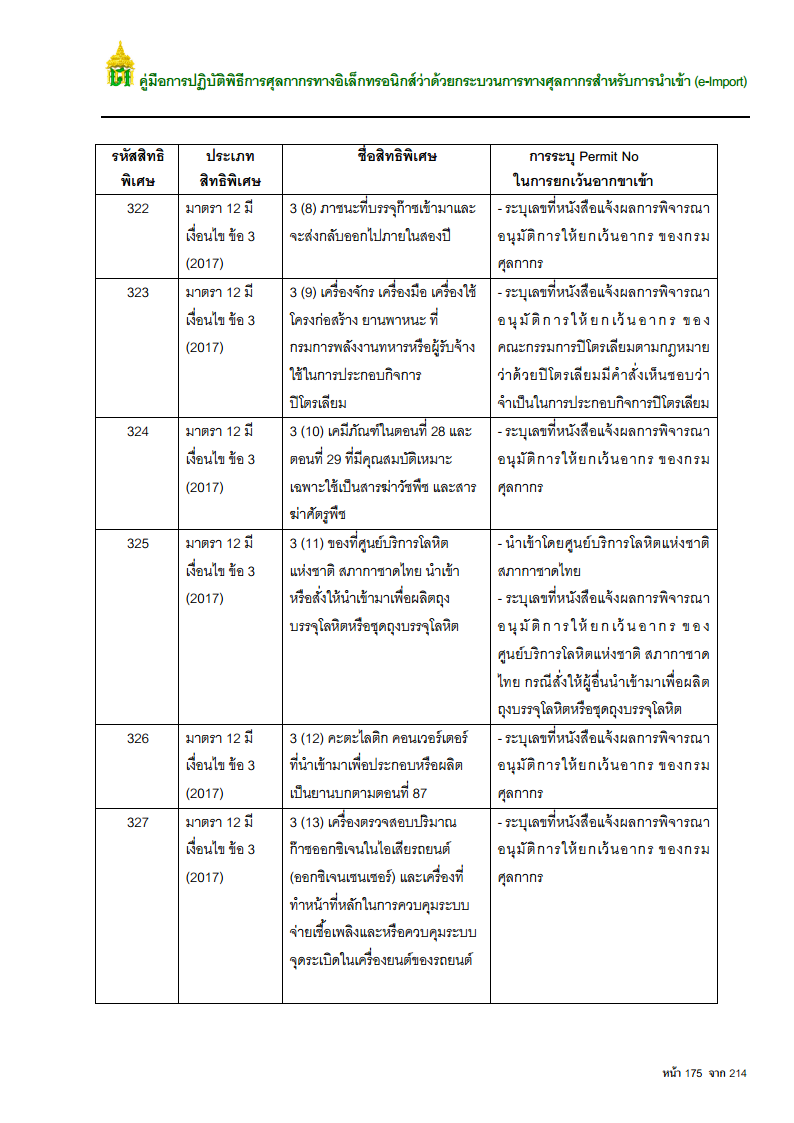 คู่มือการปฏิบัติพิธีการศุลกากรทางอิเล็กทรอนิกส์ว่าด้วยกระบวนการทางศุลกากรสำหรับการนำเข้า (e-Import)
รหัสสิทธิ
พิเศษ
ประเภท
สิทธิพิเศษ
ชื่อสิทธิพิเศษ
การระบุ Permit No
ในการยกเว้นอากขาเข้า
322
มาตรา 12 มี
เงื่อนไข ข้อ 3
(2017)
3 (8) ภาชนะที่บรรจุก๊าซเข้ามาและ
จะส่งกลับออกไปภายในสองปี
- ระบุเลขที่หนังสือแจ้งผลการพิจารณา
อนุมัติการให้ยกเว้นอากร ของกรม
ศุลกากร
323
มาตรา 12 มี
เงื่อนไข ข้อ 3
(2017)
3 (9) เครื่องจักร เครื่องมือ เครื่องใช้
โครงก่อสร้าง ยานพาหนะ ที่
กรมการพลังงานทหารหรือผู้รับจ้าง
ใช้ในการประกอบกิจการ
ปิโตรเลียม
- ระบุเลขที่หนังสือแจ้งผลการพิจารณา
อนุมัติการให้ยกเว้นอากร ของ
คณะกรรมการปิโตรเลียมตามกฎหมาย
ว่าด้วยปิโตรเลียมมีคำสั่งเห็นชอบว่า
จำเป็นในการประกอบกิจการปิโตรเลียม
324
มาตรา 12 มี
เงื่อนไข ข้อ 3
(2017)
3 (10) เคมีภัณฑ์ในตอนที่ 28 และ
ตอนที่ 29 ที่มีคุณสมบัติเหมาะ
เฉพาะใช้เป็นสารฆ่าวัชพืช และสาร
ฆ่าศัตรูพืช
- ระบุเลขที่หนังสือแจ้งผลการพิจารณา
อนุมัติการให้ยกเว้นอากร ของกรม
ศุลกากร
325
มาตรา 12 มี
เงื่อนไข ข้อ 3
(2017)
3 (11) ของที่ศูนย์บริการโลหิต
แห่งชาติ สภากาชาดไทย นำเข้า
หรือสั่งให้นำเข้ามาเพื่อผลิตถุง
บรรจุโลหิตหรือชุดถุงบรรจุโลหิต
- นำเข้าโดยศูนย์บริการโลหิตแห่งชาติ
สภากาชาดไทย
- ระบุเลขที่หนังสือแจ้งผลการพิจารณา
อนุมัติการให้ยกเว้นอากร ของ
ศูนย์บริการโลหิตแห่งชาติ สภากาชาด
ไทย กรณีสั่งให้ผู้อื่นนำเข้ามาเพื่อผลิต
ถุงบรรจุโลหิตหรือชุดถุงบรรจุโลหิต
326
มาตรา 12 มี
เงื่อนไข ข้อ 3
(2017)
3 (12) คะตะไลติก คอนเวอร์เตอร์
ที่นำเข้ามาเพื่อประกอบหรือผลิต
เป็นยานบกตามตอนที่ 87
- ระบุเลขที่หนังสือแจ้งผลการพิจารณา
อนุมัติการให้ยกเว้นอากร ของกรม
ศุลกากร
327
มาตรา 12 มี
เงื่อนไข ข้อ 3
(2017)
3 (13) เครื่องตรวจสอบปริมาณ
ก๊าซออกซิเจนในไอเสียรถยนต์
(ออกซิเจนเซนเซอร์) และเครื่องที่
ทำหน้าที่หลักในการควบคุมระบบ
จ่ายเชื้อเพลิงและหรือควบคุมระบบ
จุดระเบิดในเครื่องยนต์ของรถยนต์
- ระบุเลขที่หนังสือแจ้งผลการพิจารณา
อนุมัติการให้ยกเว้นอากร ของกรม
ศุลกากร
หน้า 175 จาก 214